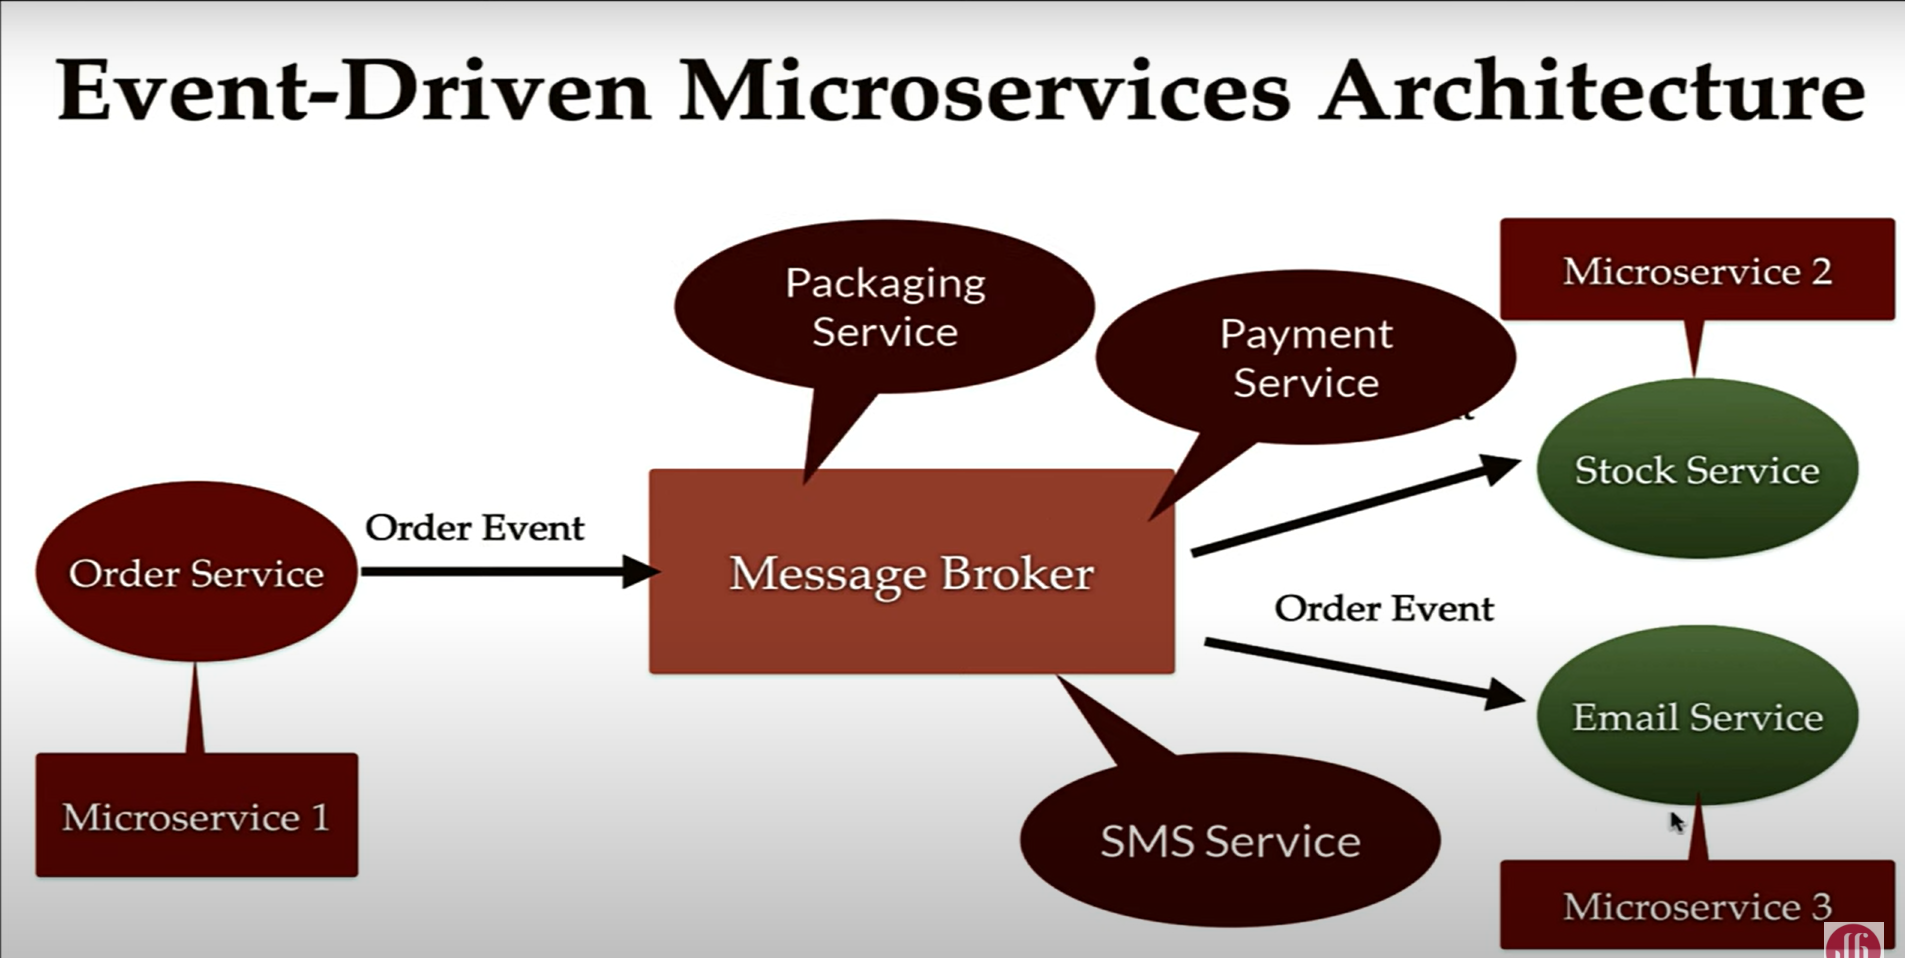 Event-Driven Microservices Architecture
Packaging
Service
Payment
Service
Microservice 2
Stock Service
Order Event
Order Service
Message Broker
Order Event
Email Service
SMS Service
Microservice 1
Microservice 3